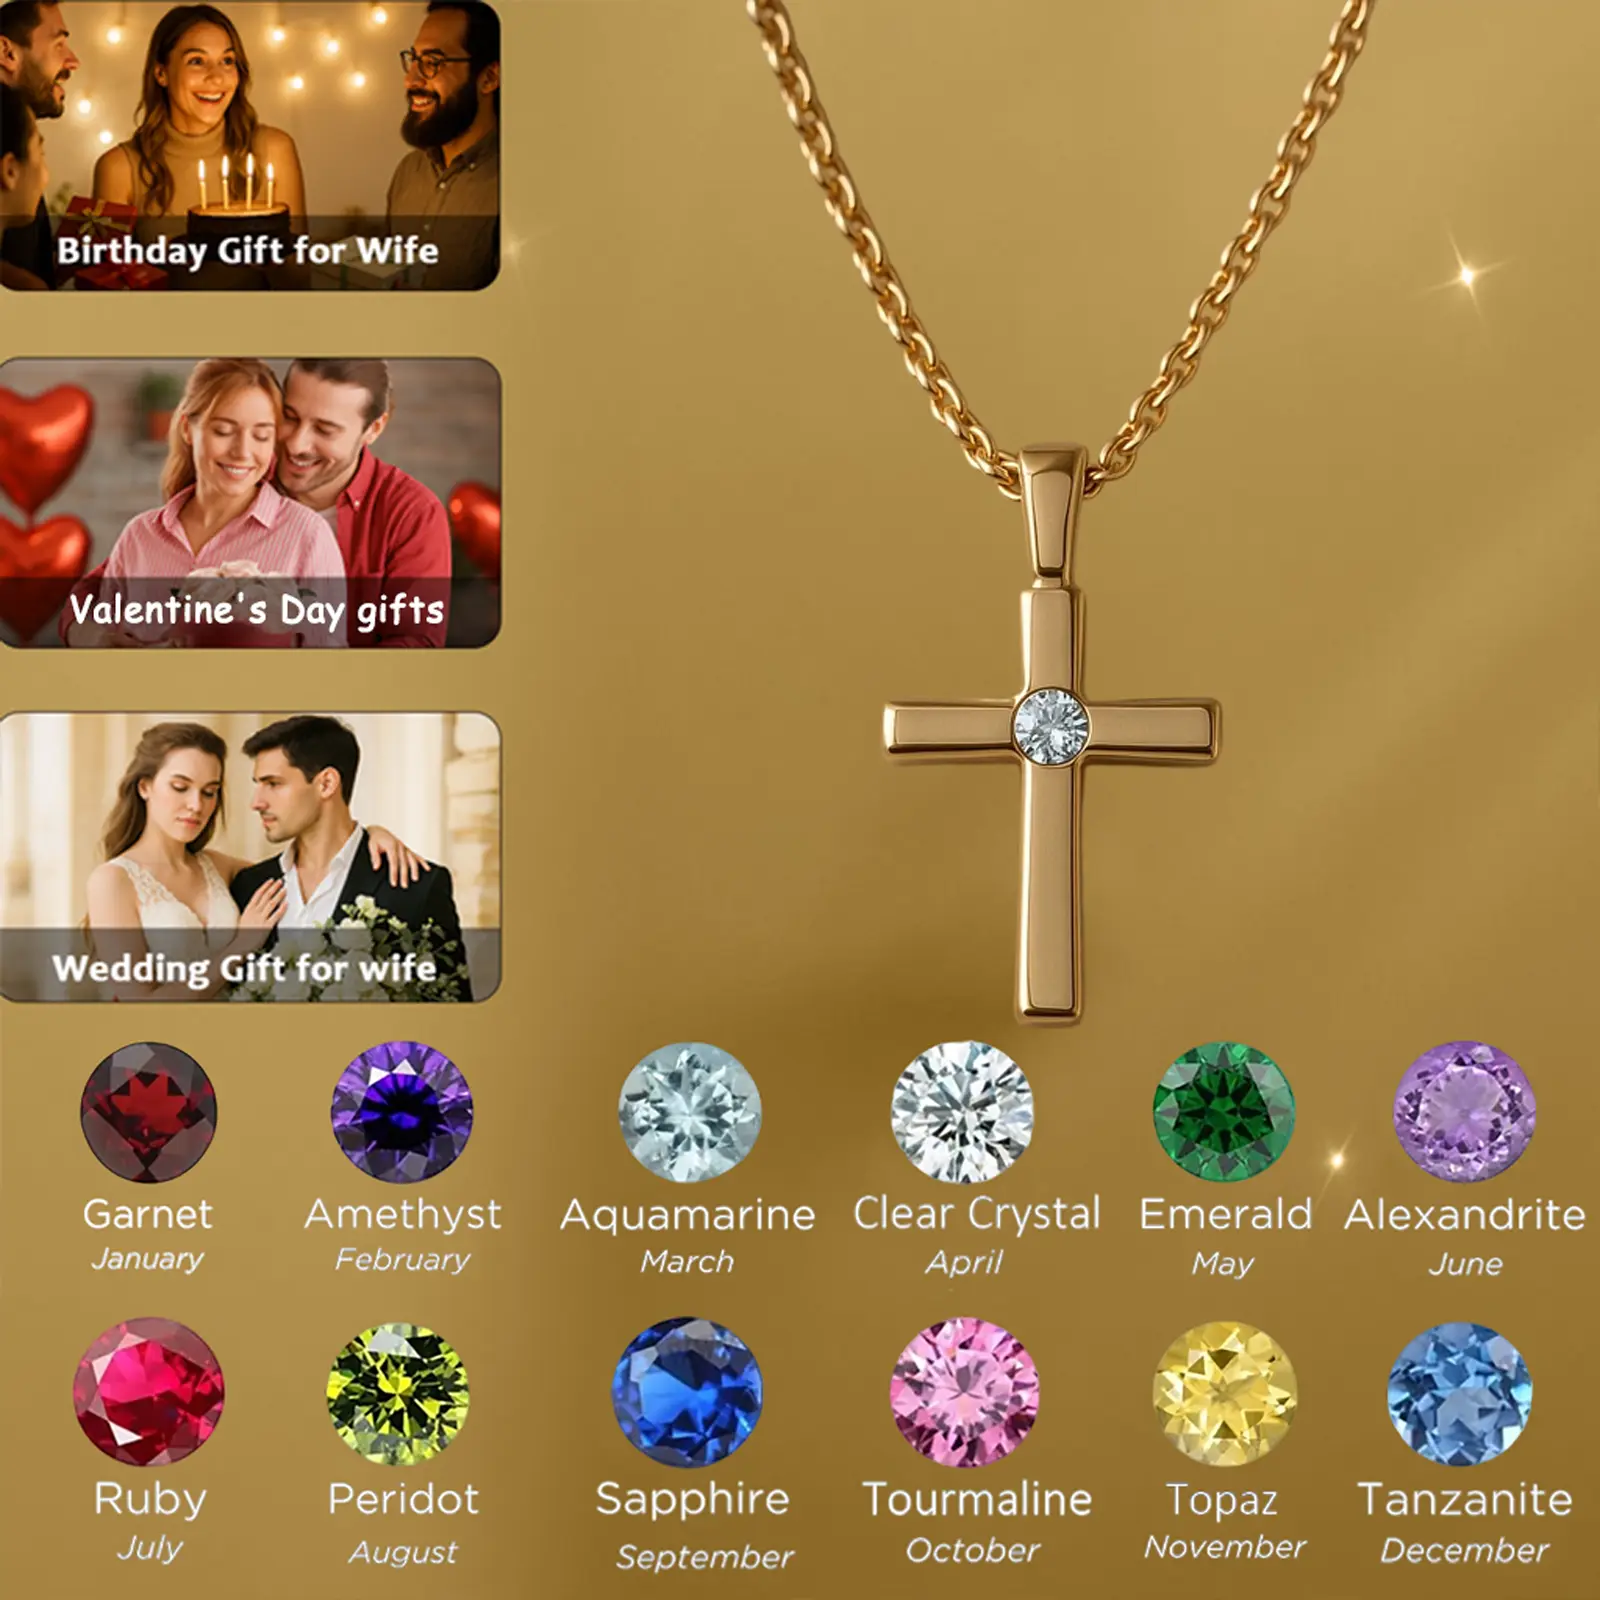 Birthday Gift for Wife
Valentine's Day gifts
Wedding Gift for wife
Garnet
January
Amethyst
February
Aquamarine
March
Clear Crystal
April
Emerald
May
Alexandrite
June
Ruby
July
Peridot
August
Sapphire
September
Tourmaline
October
Topaz
November
Tanzanite
December